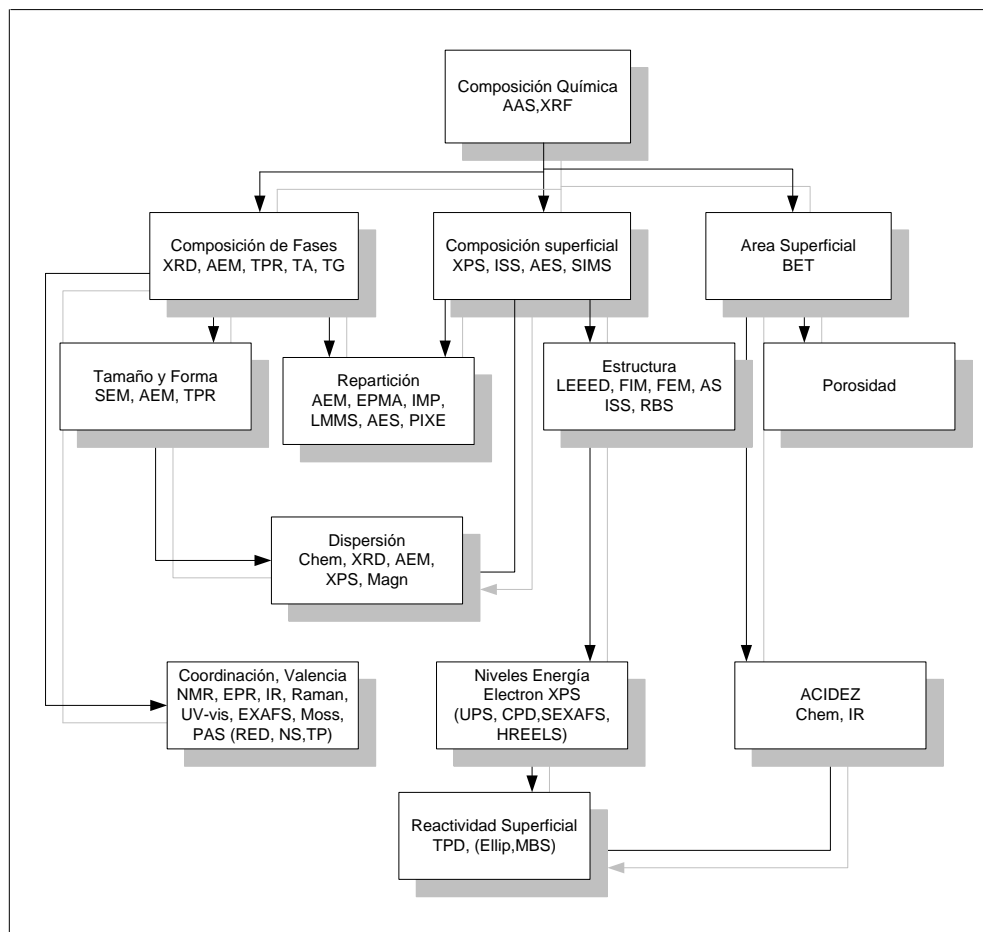 Composición Química
AAS,XRF
Composición de Fases
XRD, AEM, TPR, TA, TG
Composición superficial
XPS, ISS, AES, SIMS
Area Superficial
BET
Tamaño y Forma
SEM, AEM, TPR
Repartición
AEM, EPMA, IMP,
LMMS, AES, PIXE
Estructura
LEEED, FIM, FEM, AS
ISS, RBS
Porosidad
Dispersión
Chem, XRD, AEM,
XPS, Magn
Coordinación, Valencia
NMR, EPR, IR, Raman,
UV-vis, EXAFS, Moss,
PAS (RED, NS,TP)
Niveles Energía
Electron XPS
(UPS, CPD,SEXAFS,
HREELS)
ACIDEZ
Chem, IR
Reactividad Superficial
TPD, (Ellip,MBS)